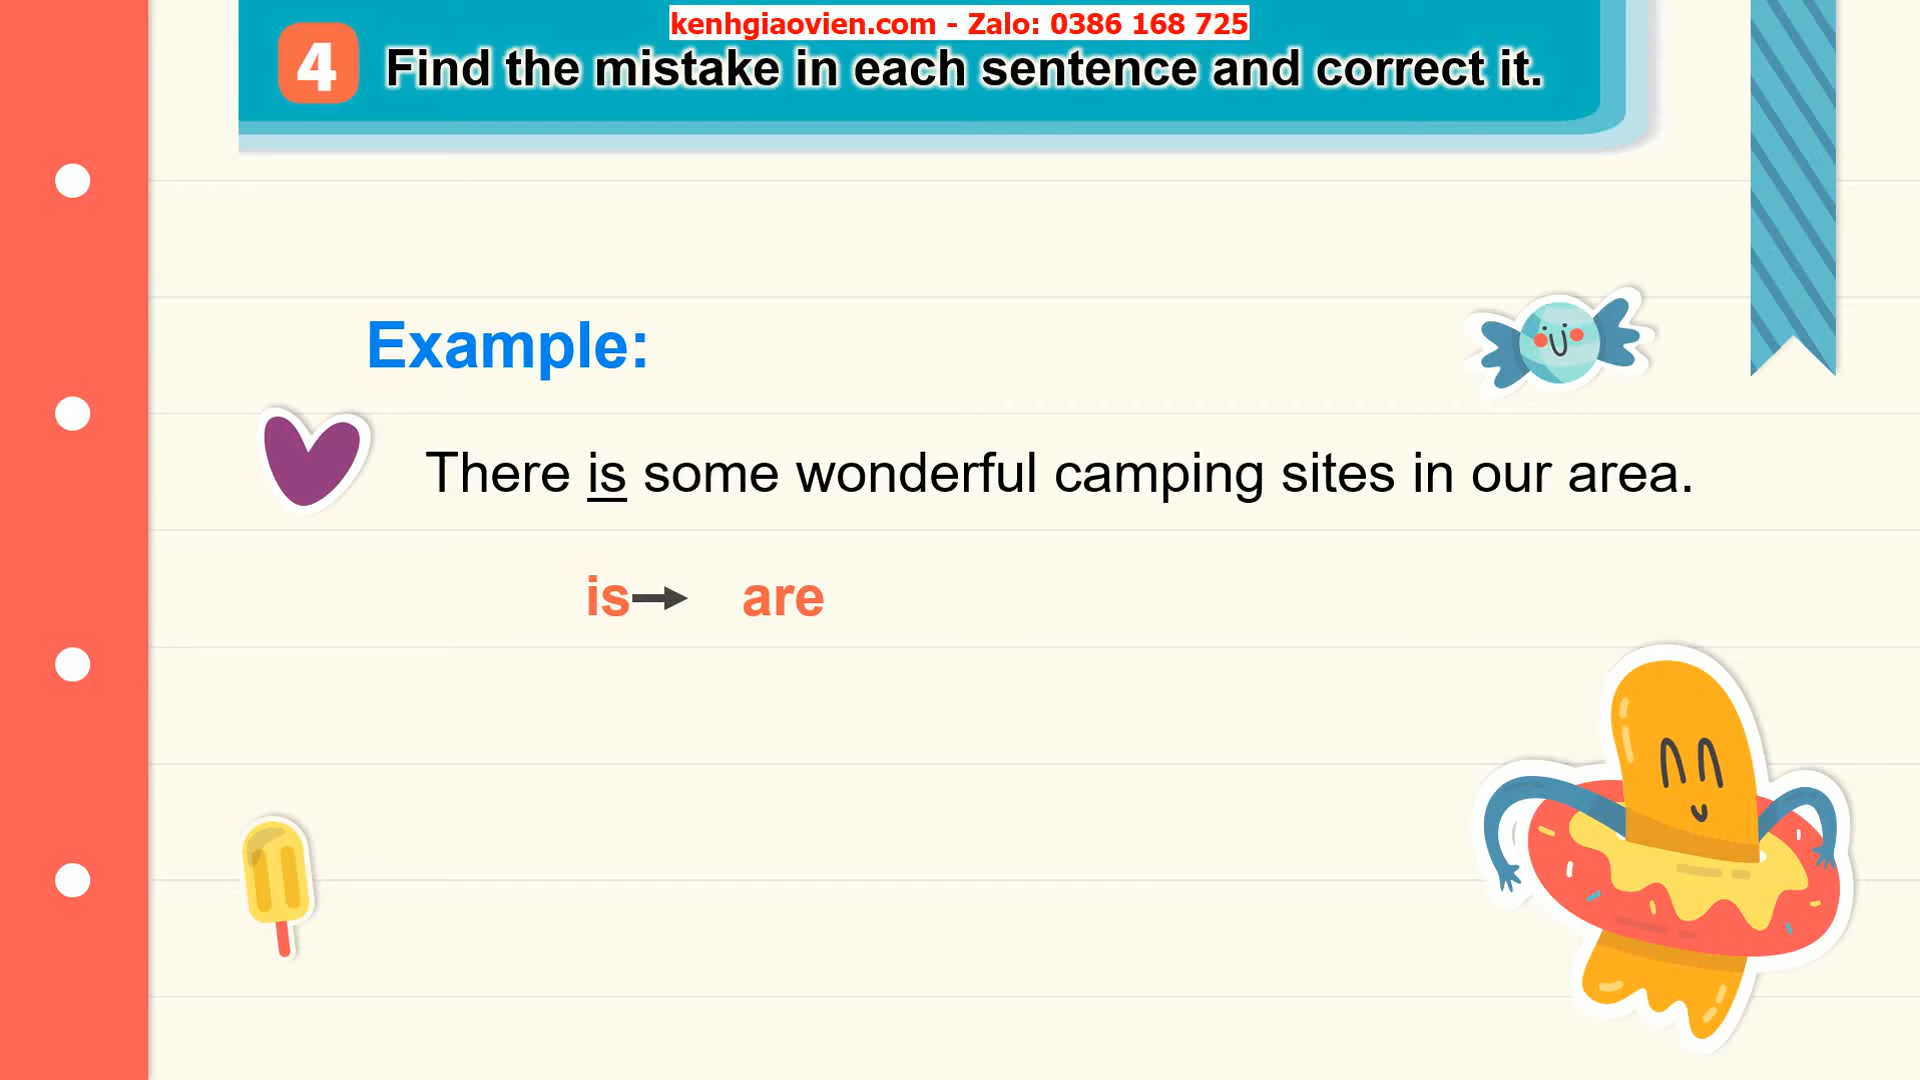 kenhgiaovien.com - Zalo: 0386 168 725
4 Find the mistake in each sentence and correct it.
Example:
There is some wonderful camping sites in our area.
is→ are